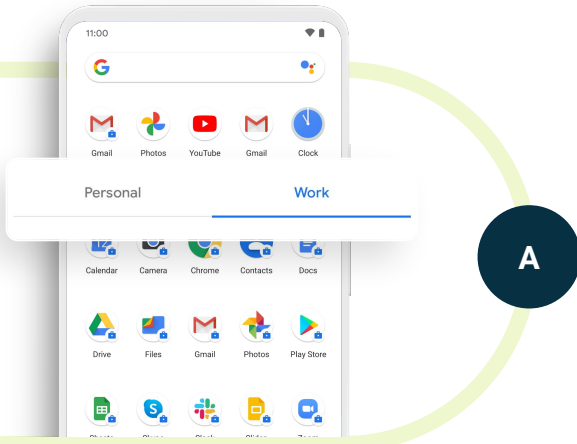 11:00
Gmail Photos YouTube Gmail Clock
Personal Work
Calendar Camera Chrome Contacts Docs
Drive Files Gmail Photos Play Store
A